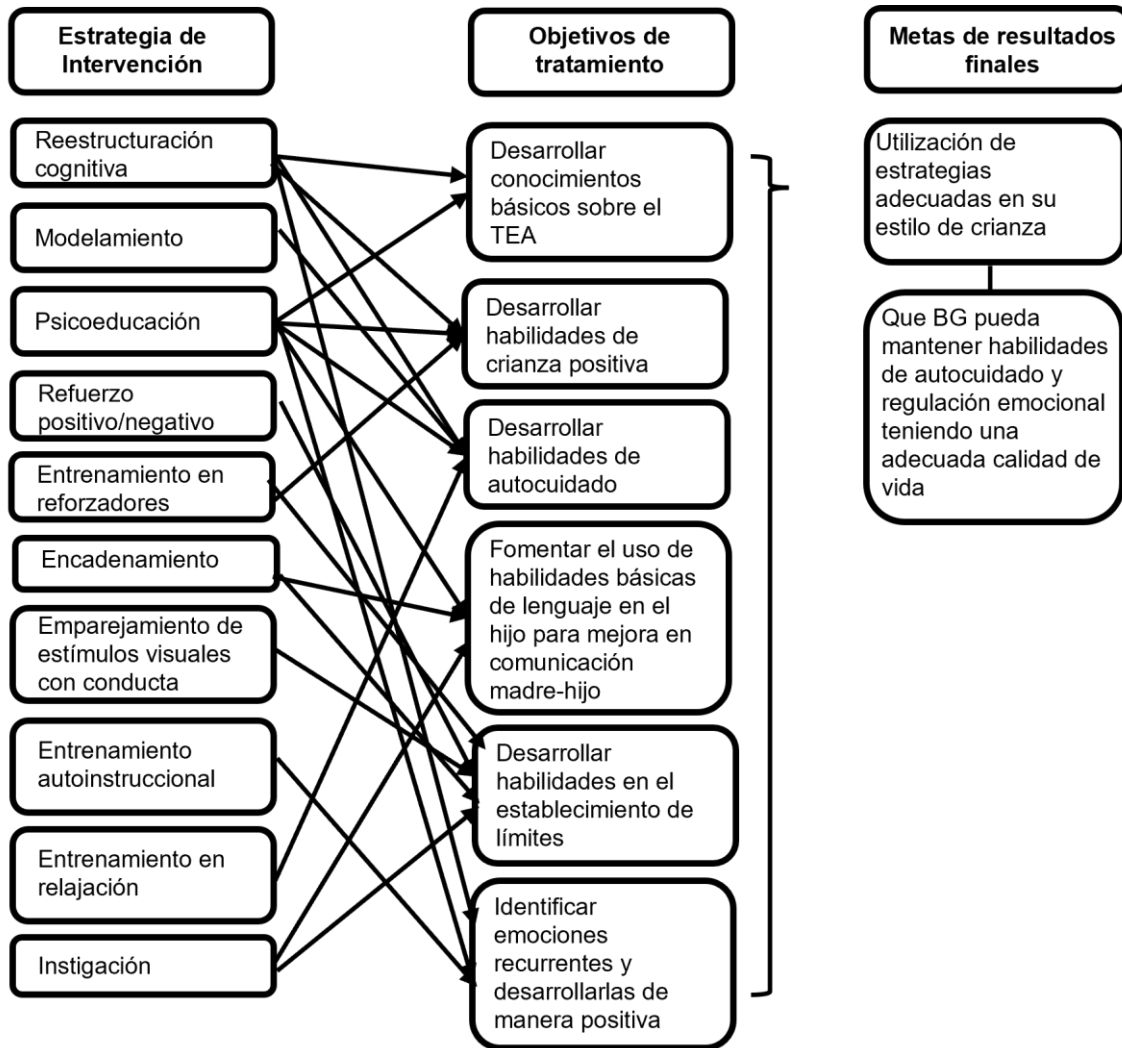 Estrategia de
Intervención
Reestructuración
cognitiva
Modelamiento
Psicoeducación
Refuerzo
positivo/negativo
Entrenamiento en
reforzadores
Encadenamiento
Emparejamiento de
estímulos visuales
con conducta
Entrenamiento
autoinstruccional
Entrenamiento en
relajación
Instigación
Objetivos de
tratamiento
Desarrollar
conocimientos
básicos sobre el
TEA
Desarrollar
habilidades de
crianza positiva
Desarrollar
habilidades de
autocuidado
Fomentar el uso de
habilidades básicas
de lenguaje en el
hijo para mejora en
comunicación
madre-hijo
Desarrollar
habilidades en el
establecimiento de
límites
Identificar
emociones
recurrentes y
desarrollarlas de
manera positiva
Metas de resultados
finales
Utilización de
estrategias
adecuadas en su
estilo de crianza
Que BG pueda
mantener habilidades
de autocuidado y
regulación emocional
teniendo una
adecuada calidad de
vida